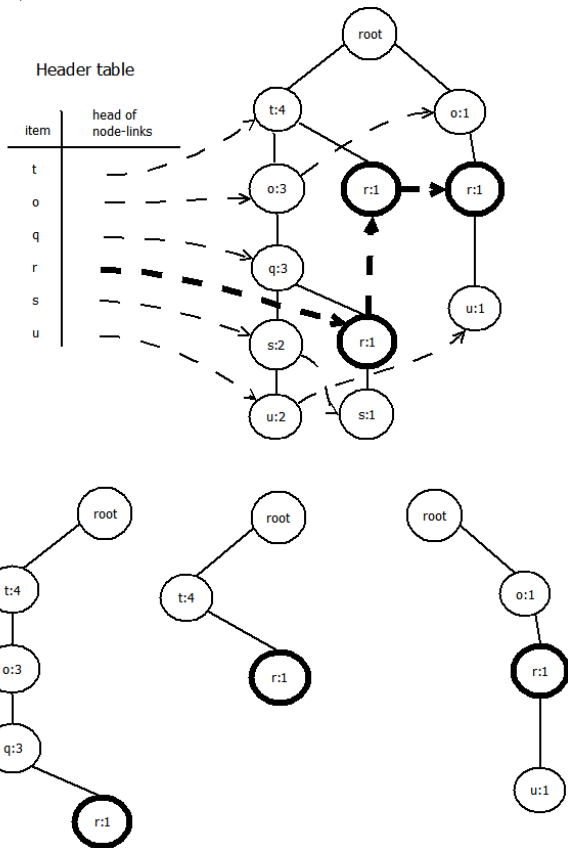 root
Header table
t:4
o:1
item
head of
node-links
t
o:3
r:1
r:1
o
q
q:3
r
s
u:1
u
s:2
r:1
u:2
s:1
root
root
root
t:4
t:4
o:1
o:3
r:1
r:1
q:3
u:1
r:1